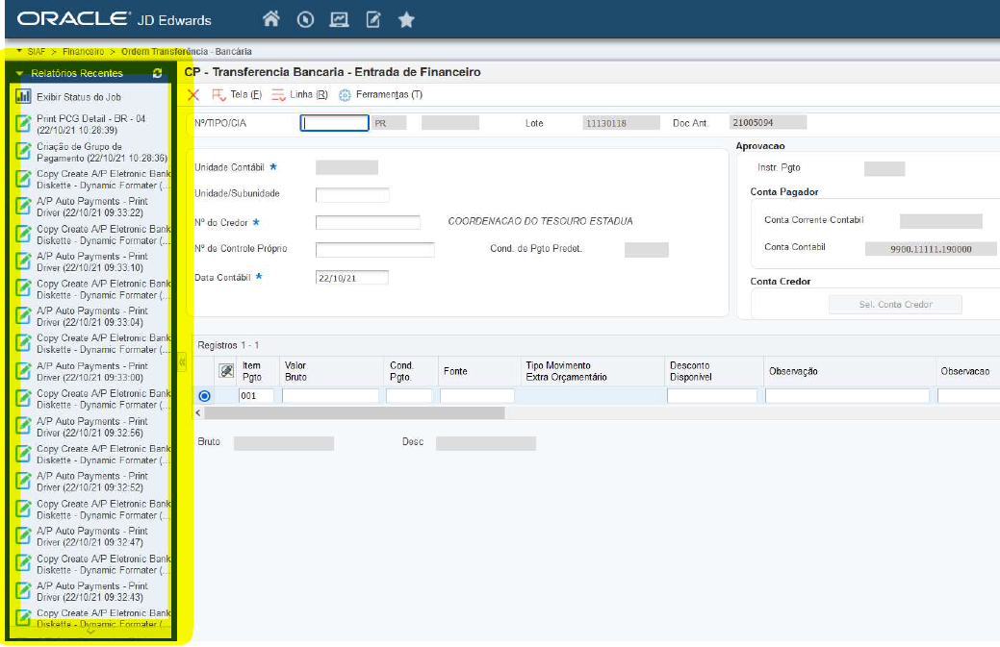 ORACLE JD Edwards
SIAF > Financeiro > Ordem Transferência - Bancária
Relatórios Recentes
Exibir Status do Job
Print PCG Detail - BR - 04
(22/10/21 10:28:39)
Criação de Grupo de
Pagamento (22/10/21 10:28:36)
Copy Create A/P Eletronic Bank
Diskette - Dynamic Formater (...
A/P Auto Payments - Print
Driver (22/10/21 09:33:22)
Copy Create A/P Eletronic Bank
Diskette - Dynamic Formater (...
A/P Auto Payments - Print
Driver (22/10/21 09:33:10)
Copy Create A/P Eletronic Bank
Diskette - Dynamic Formater (...
A/P Auto Payments - Print
Driver (22/10/21 09:33:04)
Copy Create A/P Eletronic Bank
Diskette - Dynamic Formater (...
A/P Auto Payments - Print
Driver (22/10/21 09:33:00)
Copy Create A/P Eletronic Bank
Diskette - Dynamic Formater (...
A/P Auto Payments - Print
Driver (22/10/21 09:32:56)
Copy Create A/P Eletronic Bank
Diskette - Dynamic Formater (...
A/P Auto Payments - Print
Driver (22/10/21 09:32:52)
Copy Create A/P Eletronic Bank
Diskette - Dynamic Formater (...
A/P Auto Payments - Print
Driver (22/10/21 09:32:47)
Copy Create A/P Eletronic Bank
Diskette - Dynamic Formater (...
A/P Auto Payments - Print
Driver (22/10/21 09:32:43)
Copy Create A/P Eletronic Bank
Diskette - Dynamic Formater (...
CP - Transferencia Bancaria - Entrada de Financeiro
Tela (F) Linha (R) Ferramentas (T)
Nº/TIPO/CIA PR Lote 11130118 Doc Ant. 21005094
Unidade Contábil *
Unidade/Subunidade
Nº do Credor * COORDENACAO DO TESOURO ESTADUA
Nº de Controle Próprio Cond. de Pgto Predet.
Data Contábil * 22/10/21
Aprovacao
Instr. Pgto
Conta Pagador
Conta Corrente Contabil
Conta Contabil 9900.11111.190000
Conta Credor
Sel. Conta Credor
Registros 1 - 1
Item Pgto
Valor Bruto
Cond. Pgto.
Fonte
Tipo Movimento Extra Orçamentário
Desconto Disponível
Observação
Observacao
001
Bruto Desc